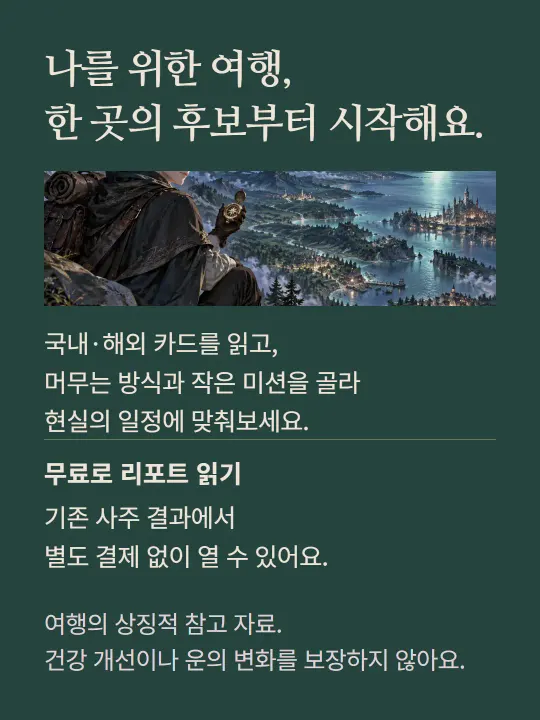 나를 위한 여행,
한 곳의 후보부터 시작해요.
국내·해외 카드를 읽고,
머무는 방식과 작은 미션을 골라
현실의 일정에 맞춰보세요.
무료로 리포트 읽기
기존 사주 결과에서
별도 결제 없이 열 수 있어요.
여행의 상징적 참고 자료.
건강 개선이나 운의 변화를 보장하지 않아요.